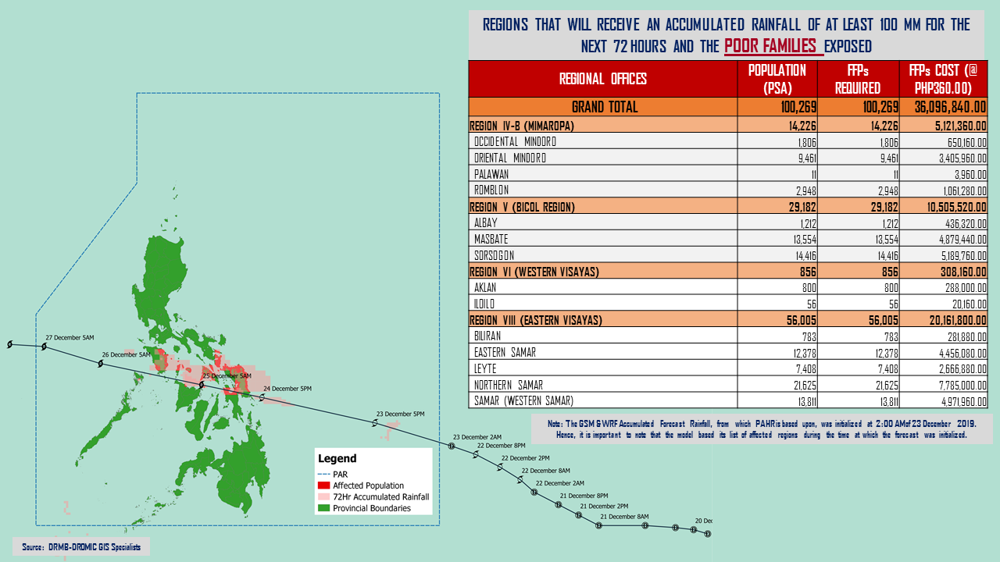 REGIONS THAT WILL RECEIVE AN ACCUMULATED RAINFALL OF AT LEAST 100 MM FOR THE
NEXT 72 HOURS AND THE POOR FAMILIES EXPOSED
REGIONAL OFFICES POPULATION (PSA) FFPs REQUIRED FFPs COST (@ PHP360.00)
GRAND TOTAL 100,269 100,269 36,096,840.00
REGION IV-B (MIMAROPA) 14,226 14,226 5,121,360.00
OCCIDENTAL MINDORO 1,806 1,806 650,160.00
ORIENTAL MINDORO 9,461 9,461 3,405,960.00
PALAWAN 11 11 3,960.00
ROMBLON 2,948 2,948 1,061,280.00
REGION V (BICOL REGION) 29,182 29,182 10,505,520.00
ALBAY 1,212 1,212 436,320.00
MASBATE 13,554 13,554 4,879,440.00
SORSOGON 14,416 14,416 5,189,760.00
REGION VI (WESTERN VISAYAS) 856 856 308,160.00
AKLAN 800 800 288,000.00
ILOILO 56 56 20,160.00
REGION VIII (EASTERN VISAYAS) 56,005 56,005 20,161,800.00
BILIRAN 783 783 281,880.00
EASTERN SAMAR 12,378 12,378 4,456,080.00
LEYTE 7,408 7,408 2,666,880.00
NORTHERN SAMAR 21,625 21,625 7,785,000.00
SAMAR (WESTERN SAMAR) 13,811 13,811 4,971,960.00
Note: The GSM & WRF Accumulated Forecast Rainfall, from which PAHR is based upon, was initialized at 2:00 AM of 23 December 2019.
Hence, it is important to note that the model based its list of affected regions during the time at which the forecast was initialized.
27 December 5AM
26 December 5AM
25 December 5AM
24 December 5PM
23 December 5PM
23 December 2AM
22 December 8PM
22 December 2PM
22 December 8AM
22 December 2AM
21 December 8PM
21 December 2PM
21 December 8AM
20 Dec
Legend
PAR
Affected Population
72Hr Accumulated Rainfall
Provincial Boundaries
Source: DRMB-DROMIC GIS Specialists